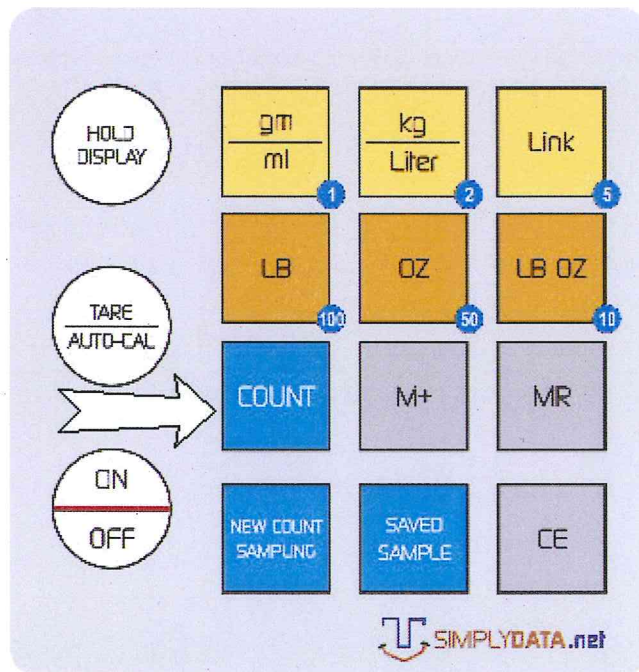 HOLD
DISPLAY
gm
ml
1
kg
Liter
2
Link
5
LB
100
OZ
50
LB OZ
10
TARE
AUTO-CAL
COUNT
M+
MR
ON
OFF
NEW COUNT
SAMPLING
SAVED
SAMPLE
CE
SIMPLYDATA.net